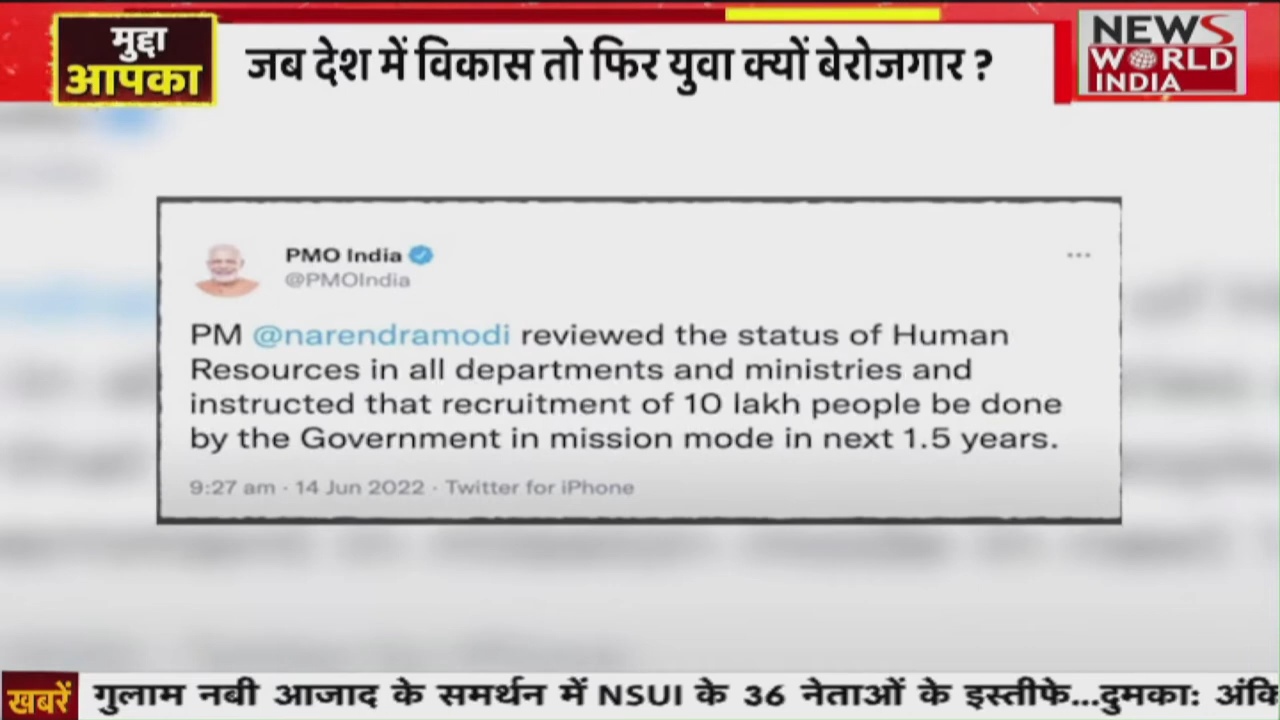 मुद्दा
आपका
जब देश में विकास तो फिर युवा क्यों बेरोजगार ?
NEWS
WORLD
INDIA
PMO India
@PMOIndia
PM @narendramodi reviewed the status of Human
Resources in all departments and ministries and
instructed that recruitment of 10 lakh people be done
by the Government in mission mode in next 1.5 years.
9:27 am · 14 Jun 2022 · Twitter for iPhone
खबरें
गुलाम नबी आजाद के समर्थन में NSUI के 36 नेताओं के इस्तीफे...दुमका: अंकि